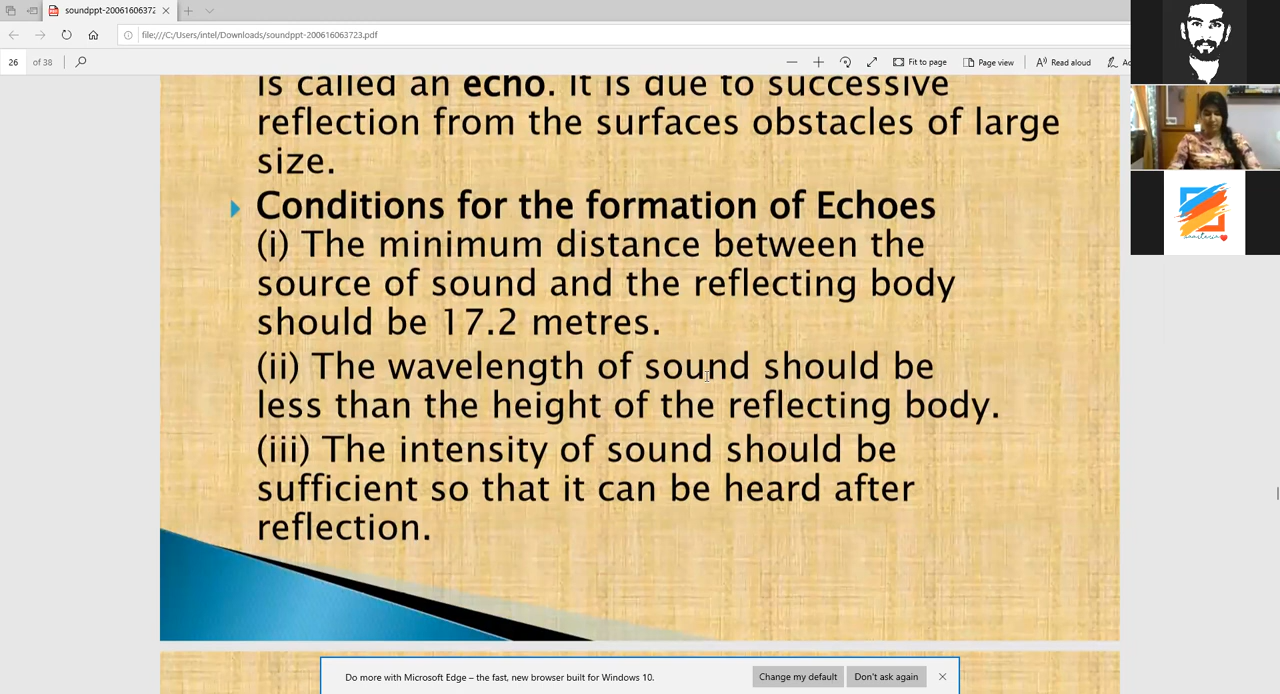 soundppt-200616063723
file:///C:/Users/intel/Downloads/soundppt-200616063723.pdf
26 of 38
Fit to page
Page view
Read aloud
is called an echo. It is due to successive
reflection from the surfaces obstacles of large
size.
Conditions for the formation of Echoes
(i) The minimum distance between the
source of sound and the reflecting body
should be 17.2 metres.
(ii) The wavelength of sound should be
less than the height of the reflecting body.
(iii) The intensity of sound should be
sufficient so that it can be heard after
reflection.
Do more with Microsoft Edge – the fast, new browser built for Windows 10.
Change my default
Don't ask again